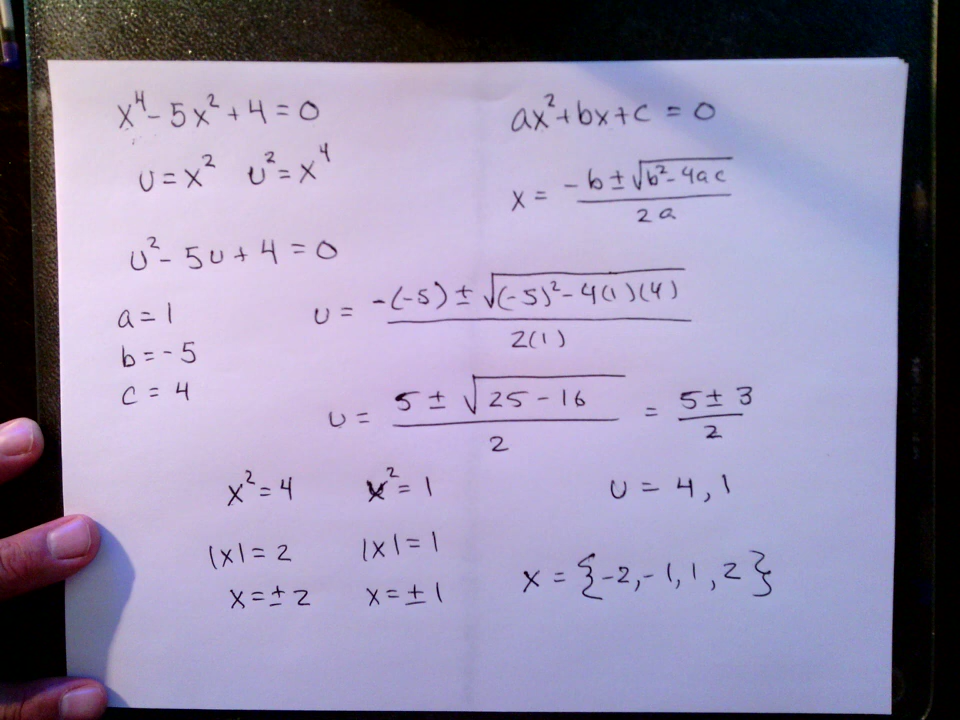 x⁴ - 5x² + 4 = 0
ax² + bx + c = 0
u = x² u² = x⁴
x = (-b ± √(b² - 4ac)) / 2a
u² - 5u + 4 = 0
a = 1
u = (-(-5) ± √((-5)² - 4(1)(4))) / 2(1)
b = -5
c = 4
u = (5 ± √(25 - 16)) / 2 = (5 ± 3) / 2
x² = 4 x² = 1
u = 4, 1
|x| = 2 |x| = 1
x = ±2 x = ±1
x = {-2, -1, 1, 2}